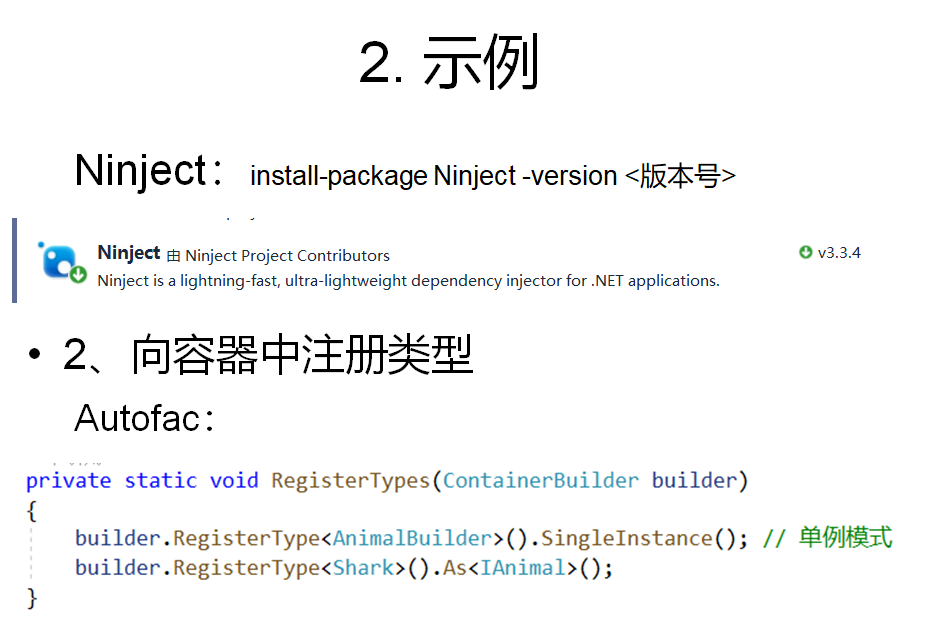 2. 示例
Ninject： install-package Ninject -version <版本号>
Ninject 由 Ninject Project Contributors
v3.3.4
Ninject is a lightning-fast, ultra-lightweight dependency injector for .NET applications.
• 2、向容器中注册类型
Autofac：
private static void RegisterTypes(ContainerBuilder builder)
{
    builder.RegisterType<AnimalBuilder>().SingleInstance(); // 单例模式
    builder.RegisterType<Shark>().As<IAnimal>();
}